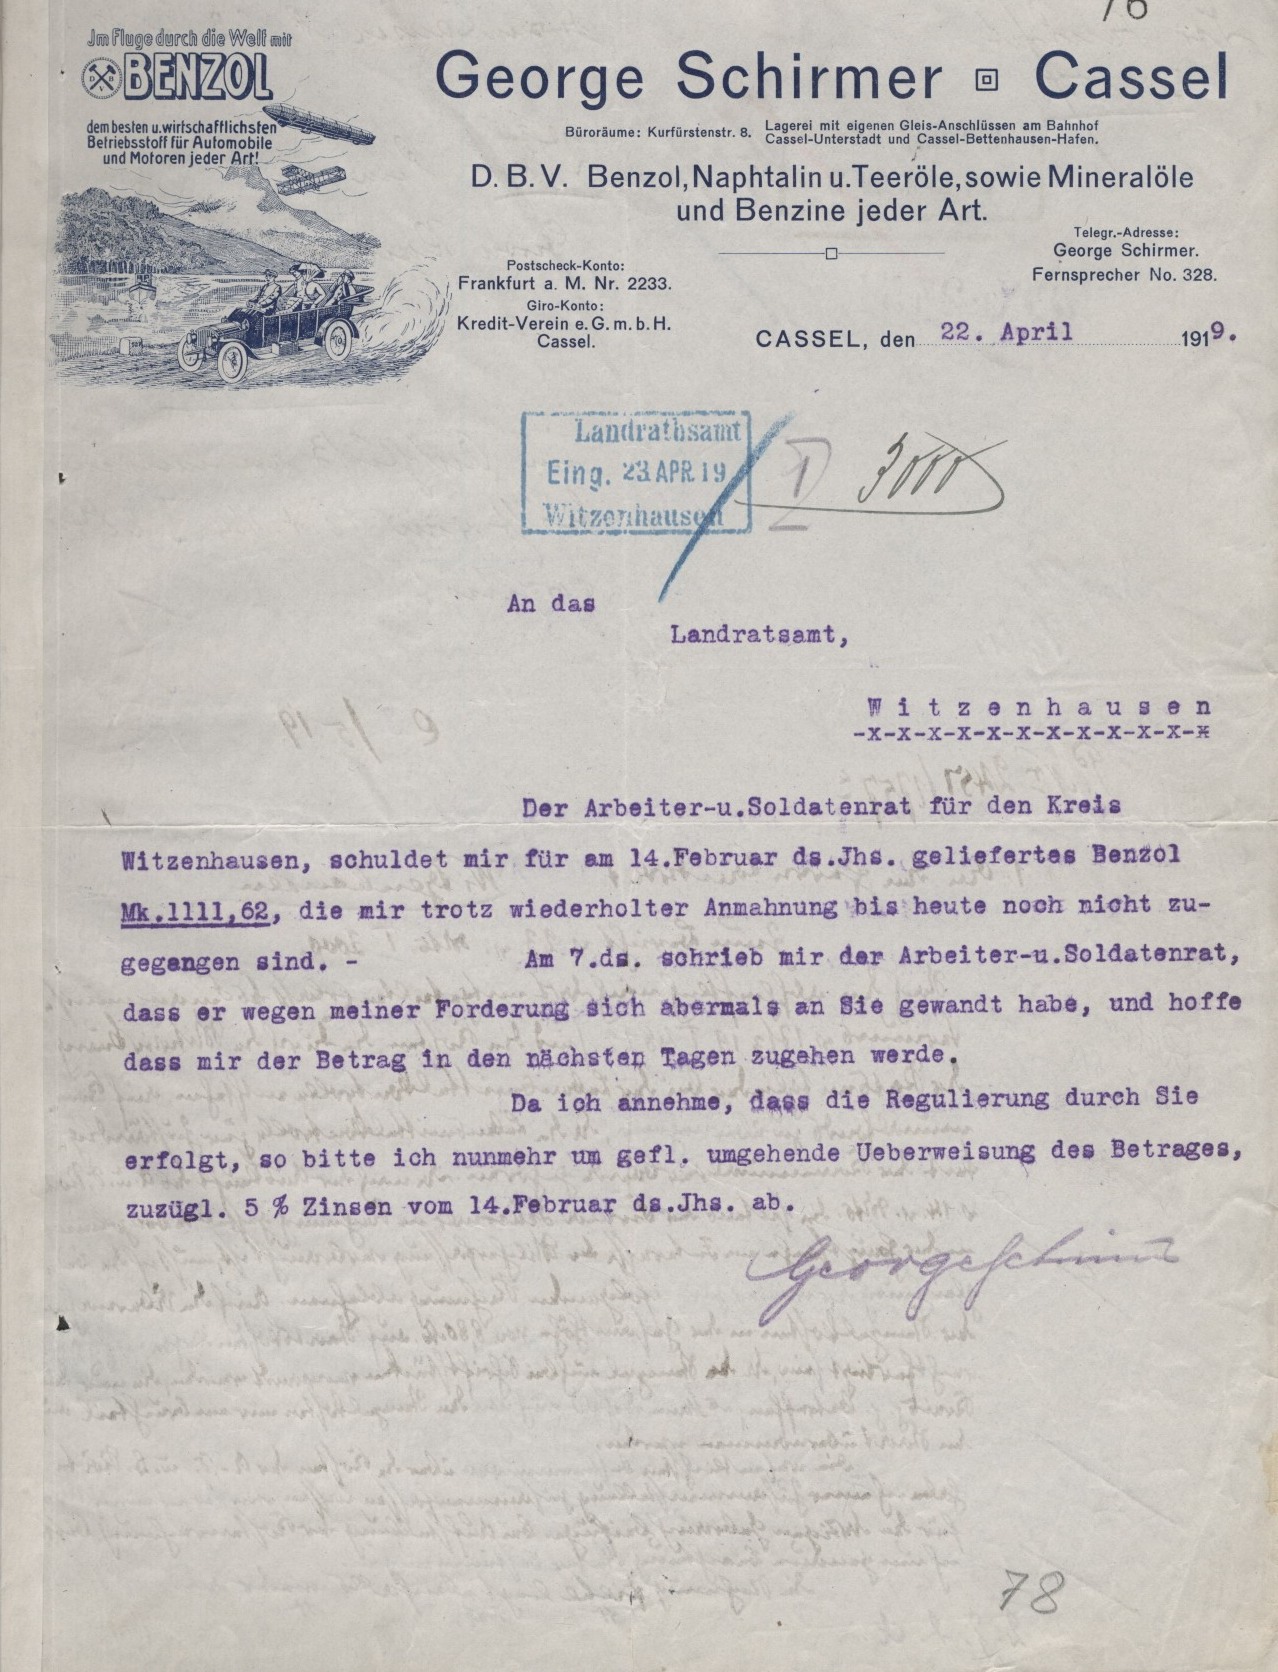 76
Im Fluge durch die Welt mit
BENZOL
dem besten u. wirtschaftlichsten
Betriebsstoff für Automobile
und Motoren jeder Art!
George Schirmer Cassel
Büroräume: Kurfürstenstr. 8.
Lagerei mit eigenen Gleis-Anschlüssen am Bahnhof
Cassel-Unterstadt und Cassel-Bettenhausen-Hafen.
D. B. V. Benzol, Naphtalin u. Teeröle, sowie Mineralöle
und Benzine jeder Art.
Telegr.-Adresse:
George Schirmer.
Fernsprecher No. 328.
Postscheck-Konto:
Frankfurt a. M. Nr. 2233.
Giro-Konto:
Kredit-Verein e. G. m. b. H.
Cassel.
CASSEL, den 22. April 1919.
Landrathsamt
Eing. 23 APR. 19
Witzenhausen
I 3000
An das
Landratsamt,
W i t z e n h a u s e n
-x-x-x-x-x-x-x-x-x-x-x-x
Der Arbeiter-u.Soldatenrat für den Kreis
Witzenhausen, schuldet mir für am 14.Februar ds.Jhs. geliefertes Benzol
Mk.1111,62, die mir trotz wiederholter Anmahnung bis heute noch nicht zu-
gegangen sind. - Am 7.ds. schrieb mir der Arbeiter-u.Soldatenrat,
dass er wegen meiner Forderung sich abermals an Sie gewandt habe, und hoffe
dass mir der Betrag in den nächsten Tagen zugehen werde.
Da ich annehme, dass die Regulierung durch Sie
erfolgt, so bitte ich nunmehr um gefl. umgehende Ueberweisung des Betrages,
zuzügl. 5 % Zinsen vom 14.Februar ds.Jhs. ab.
George Schirmer
78